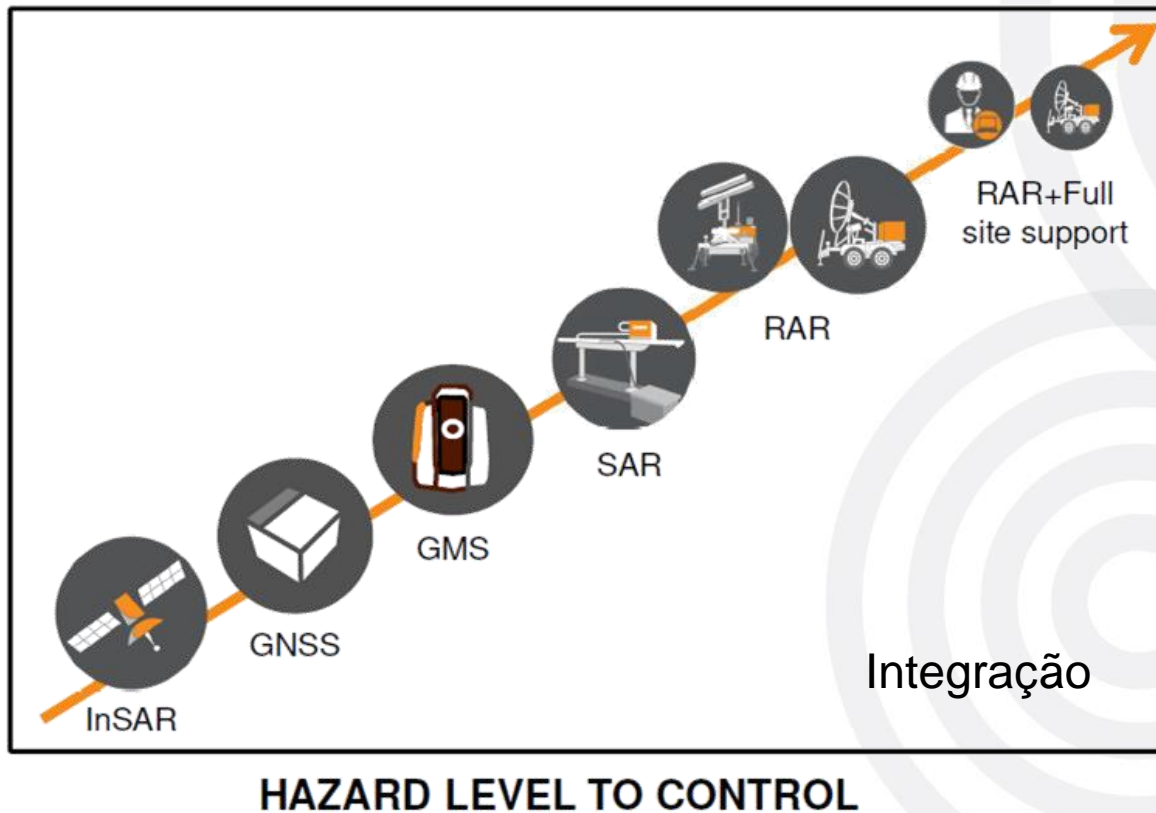 RAR+Full
site support
RAR
SAR
GMS
GNSS
InSAR
Integração
HAZARD LEVEL TO CONTROL